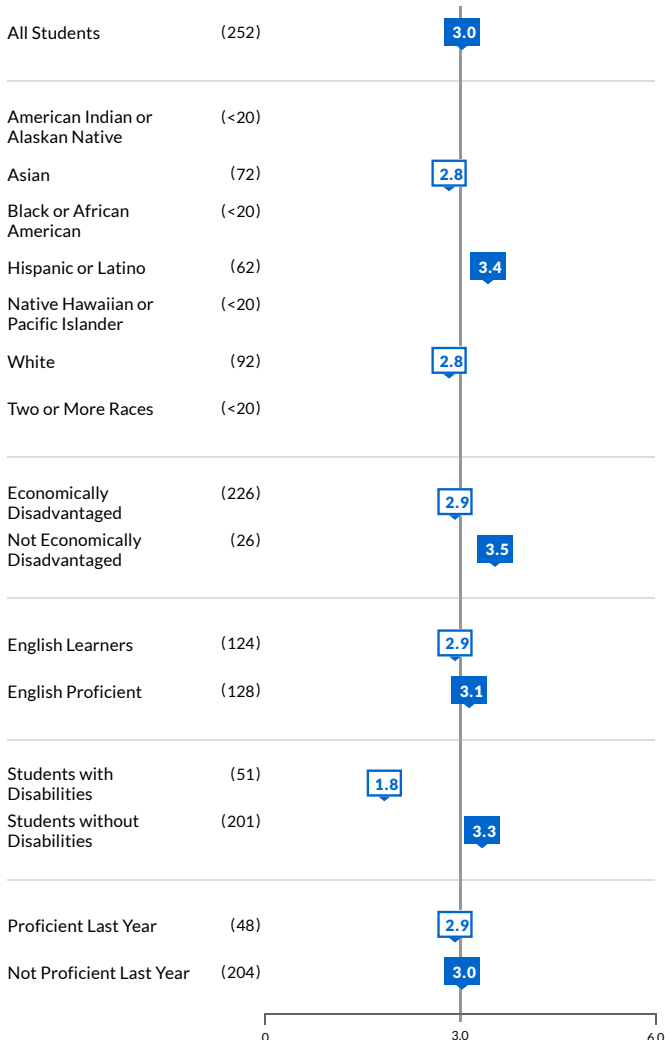 All Students (252) 3.0
American Indian or (<20)
Alaskan Native
Asian (72) 2.8
Black or African (<20)
American
Hispanic or Latino (62) 3.4
Native Hawaiian or (<20)
Pacific Islander
White (92) 2.8
Two or More Races (<20)
Economically (226) 2.9
Disadvantaged
Not Economically (26) 3.5
Disadvantaged
English Learners (124) 2.9
English Proficient (128) 3.1
Students with (51) 1.8
Disabilities
Students without (201) 3.3
Disabilities
Proficient Last Year (48) 2.9
Not Proficient Last Year (204) 3.0
0 3.0 6.0